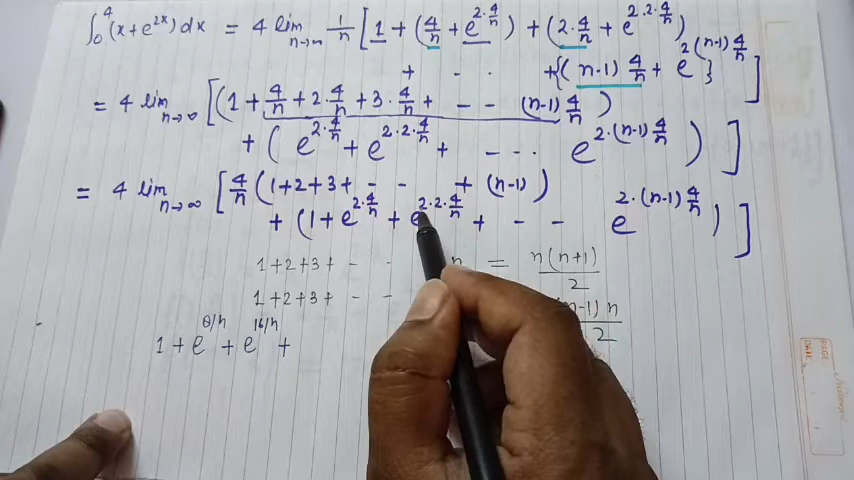 ∫₀⁴ (x + e^{2x}) dx = 4 lim_{n→∞} 1/n [ 1 + (4/n + e^{2·4/n}) + (2·4/n + e^{2·2·4/n})
+ - · · + {(n-1) 4/n + e^{2(n-1)4/n} } ]
= 4 lim_{n→∞} [ (1 + 4/n + 2·4/n + 3·4/n + - - (n-1) 4/n )
+ ( e^{2·4/n} + e^{2·2·4/n} + - - · · · e^{2·(n-1)4/n} ) ]
= 4 lim_{n→∞} [ 4/n (1+2+3+ - - + (n-1) )
+ (1 + e^{2·4/n} + e^{2·2·4/n} + - - e^{2·(n-1)4/n} ) ]
1+2+3+ - - n = n(n+1)/2
1+2+3+ - - (n-1) n/2
1 + e^{8/n} + e^{16/n} +